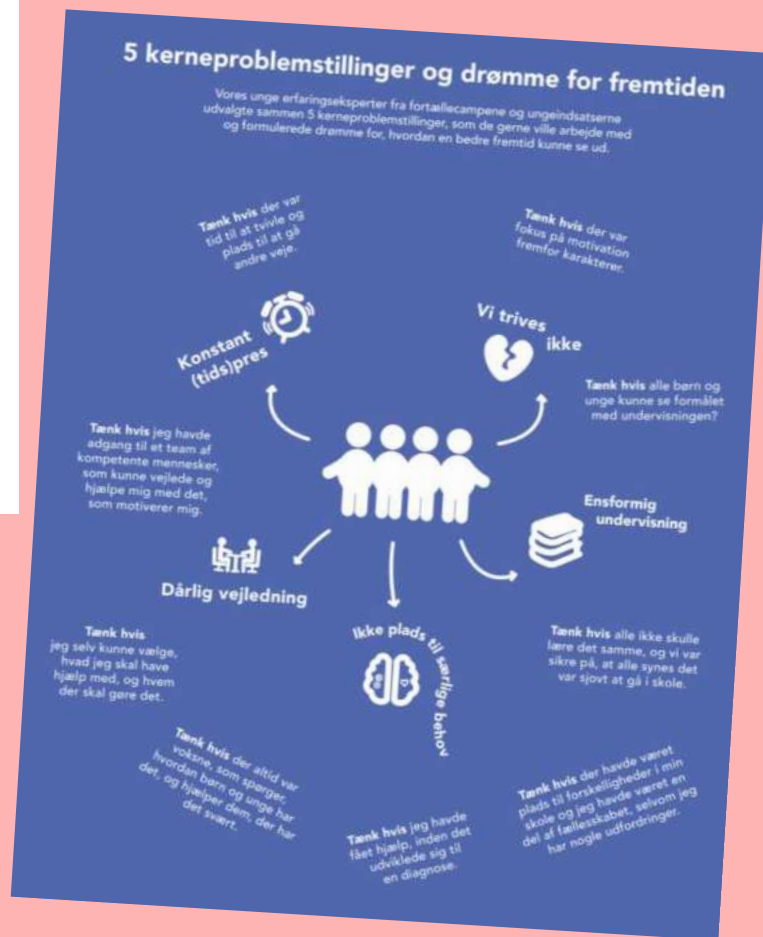 5 kerneproblemstillinger og drømme for fremtiden
Vores unge erfaringseksperter fra fortællecampene og ungeindsatserne
udvalgte sammen 5 kerneproblemstillinger, som de gerne ville arbejde med
og formulerede drømme for, hvordan en bedre fremtid kunne se ud.
Tænk hvis der var
tid til at tvivle og
plads til at gå
andre veje.
Konstant
(tids)pres
Tænk hvis der var
fokus på motivation
fremfor karakterer.
Vi trives
ikke
Tænk hvis alle børn og
unge kunne se formålet
med undervisningen?
Tænk hvis jeg havde
adgang til et team af
kompetente mennesker,
som kunne vejlede og
hjælpe mig med det,
som motiverer mig.
Ensformig
undervisning
Dårlig vejledning
Ikke plads til særlige behov
Tænk hvis
jeg selv kunne vælge,
hvad jeg skal have
hjælp med, og hvem
der skal gøre det.
Tænk hvis alle ikke skulle
lære det samme, og vi var
sikre på, at alle synes det
var sjovt at gå i skole.
Tænk hvis der altid var
voksne, som spørger,
hvordan børn og unge har
det, og hjælper dem, der har
det svært.
Tænk hvis jeg havde
fået hjælp, inden det
udviklede sig til
en diagnose.
Tænk hvis der havde været
plads til forskelligheder i min
skole og jeg havde været en
del af fællesskabet, selvom jeg
har nogle udfordringer.